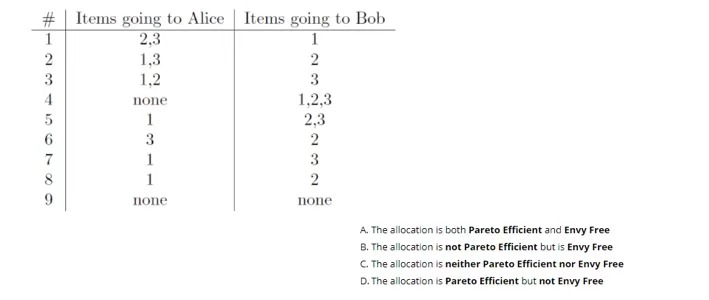 # Items going to Alice Items going to Bob
1 2,3 1
2 1,3 2
3 1,2 3
4 none 1,2,3
5 1 2,3
6 3 2
7 1 3
8 1 2
9 none none
A. The allocation is both Pareto Efficient and Envy Free
B. The allocation is not Pareto Efficient but is Envy Free
C. The allocation is neither Pareto Efficient nor Envy Free
D. The allocation is Pareto Efficient but not Envy Free